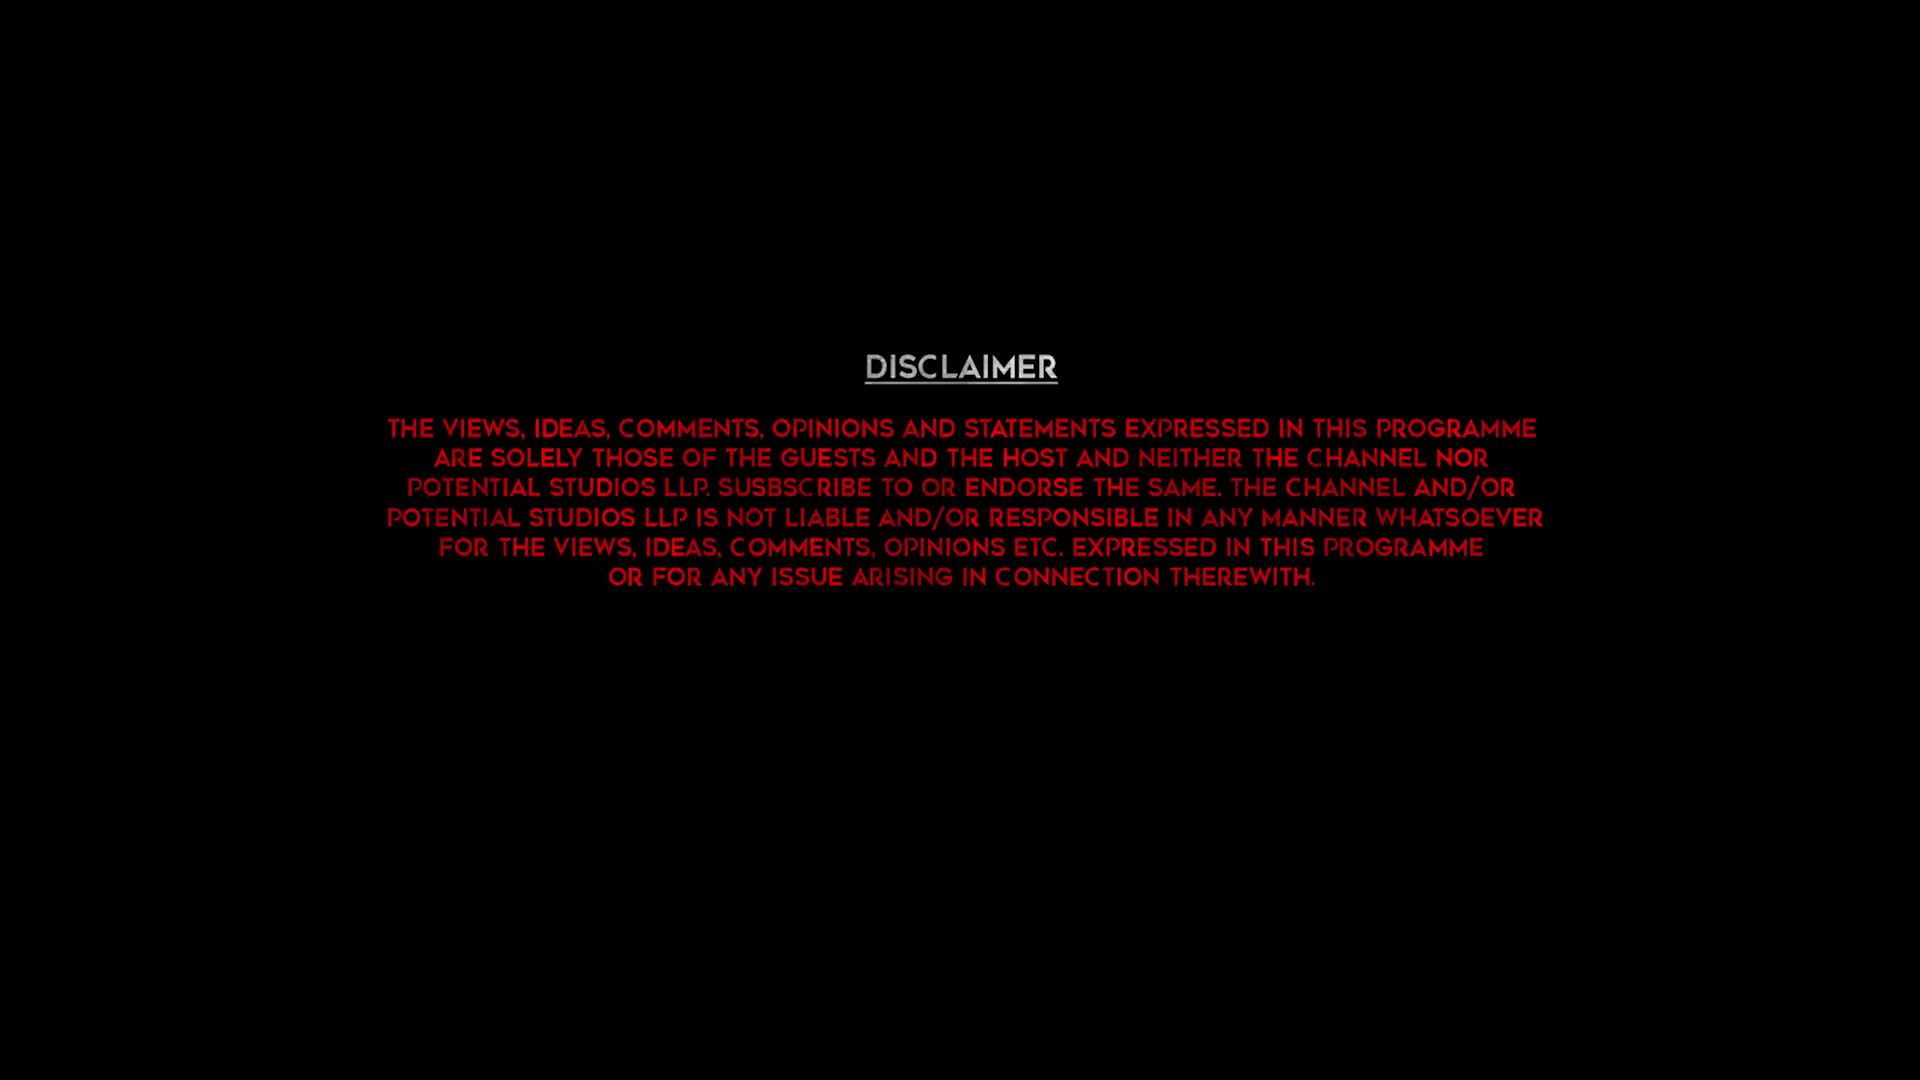 DISCLAIMER
THE VIEWS, IDEAS, COMMENTS, OPINIONS AND STATEMENTS EXPRESSED IN THIS PROGRAMME
ARE SOLELY THOSE OF THE GUESTS AND THE HOST AND NEITHER THE CHANNEL NOR
POTENTIAL STUDIOS LLP. SUSBSCRIBE TO OR ENDORSE THE SAME. THE CHANNEL AND/OR
POTENTIAL STUDIOS LLP IS NOT LIABLE AND/OR RESPONSIBLE IN ANY MANNER WHATSOEVER
FOR THE VIEWS, IDEAS, COMMENTS, OPINIONS ETC. EXPRESSED IN THIS PROGRAMME
OR FOR ANY ISSUE ARISING IN CONNECTION THEREWITH.